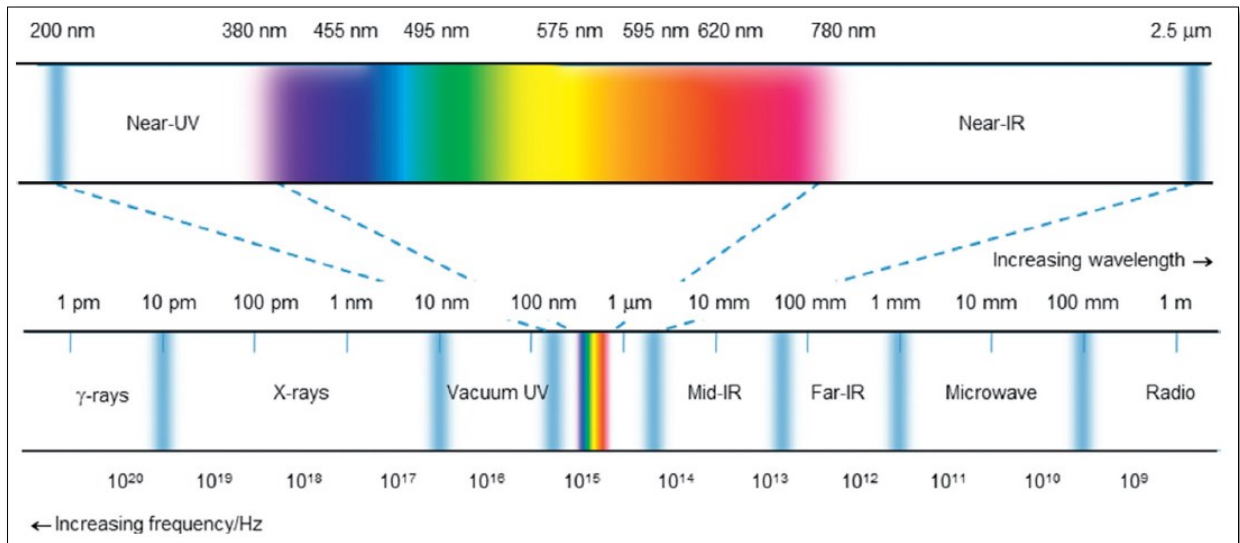 200 nm 380 nm 455 nm 495 nm 575 nm 595 nm 620 nm 780 nm 2.5 μm
Near-UV Near-IR
Increasing wavelength →
1 pm 10 pm 100 pm 1 nm 10 nm 100 nm 1 μm 10 mm 100 mm 1 mm 10 mm 100 mm 1 m
γ-rays X-rays Vacuum UV Mid-IR Far-IR Microwave Radio
10²⁰ 10¹⁹ 10¹⁸ 10¹⁷ 10¹⁶ 10¹⁵ 10¹⁴ 10¹³ 10¹² 10¹¹ 10¹⁰ 10⁹
← Increasing frequency/Hz